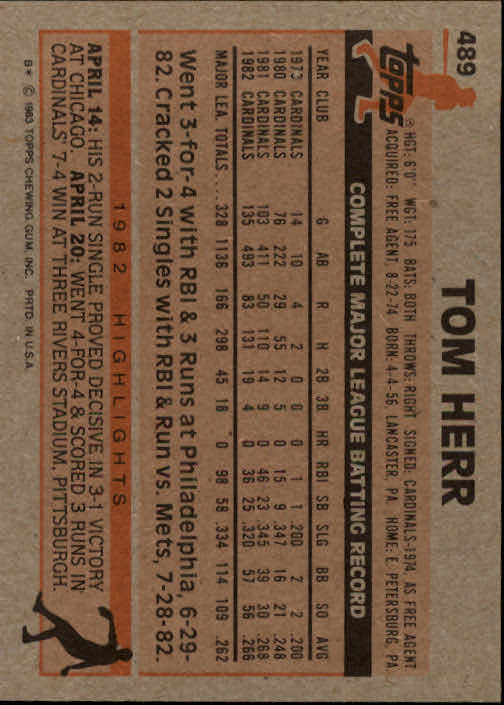 489
Topps
TOM HERR
® HGT: 6'0" WGT: 175 BATS: BOTH THROWS: RIGHT SIGNED: CARDINALS-1974, AS FREE AGENT
ACQUIRED: FREE AGENT, 8-22-74 BORN: 4-4-56, LANCASTER, PA HOME: E. PETERSBURG, PA
COMPLETE MAJOR LEAGUE BATTING RECORD
YEAR CLUB G AB R H 2B 3B HR RBI SB SLG BB SO AVG
1973 CARDINALS 14 10 4 2 0 0 0 1 1 .200 2 2 .200
1980 CARDINALS 76 222 29 55 12 5 0 15 9 .347 16 21 .248
1981 CARDINALS 103 411 50 110 14 9 0 46 23 .345 39 30 .268
1982 CARDINALS 135 493 83 131 19 4 0 36 25 .320 57 56 .266
MAJOR LEA. TOTALS.... 328 1136 166 298 45 18 0 98 58 .334 114 109 .262
Went 3-for-4 with RBI & 3 Runs at Philadelphia, 6-29-
82. Cracked 2 Singles with RBI & Run vs. Mets, 7-28-82.
1982 HIGHLIGHTS
APRIL 14: HIS 2-RUN SINGLE PROVED DECISIVE IN 3-1 VICTORY
AT CHICAGO. APRIL 20: WENT 4-FOR-4 & SCORED 3 RUNS IN
CARDINALS' 7-4 WIN AT THREE RIVERS STADIUM, PITTSBURGH.
B* © 1983 TOPPS CHEWING GUM, INC. PRTD. IN U.S.A.